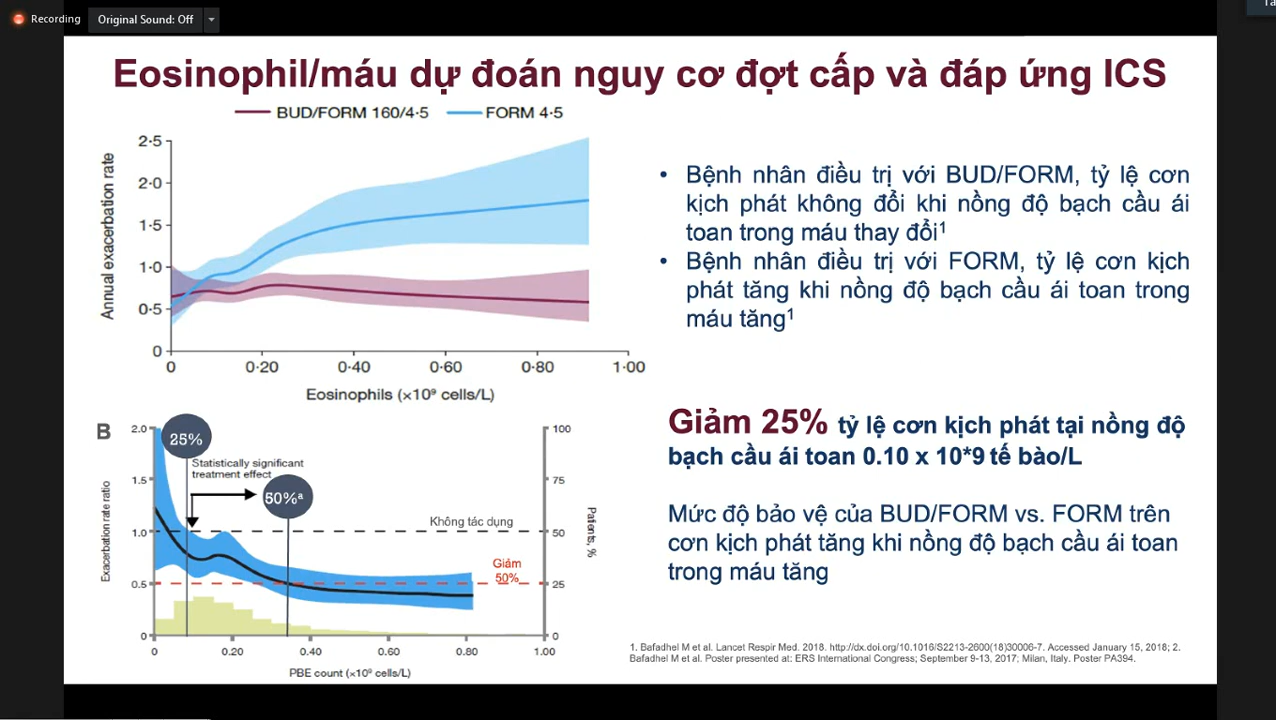 Recording
Original Sound: Off
Ta
Eosinophil/máu dự đoán nguy cơ đợt cấp và đáp ứng ICS
BUD/FORM 160/4·5
FORM 4·5
Annual exacerbation rate
2·5
2·0
1·5
1·0
0·5
0
0
0·20
0·40
0·60
0·80
1·00
Eosinophils (×10⁹ cells/L)
• Bệnh nhân điều trị với BUD/FORM, tỷ lệ cơn
kịch phát không đổi khi nồng độ bạch cầu ái
toan trong máu thay đổi¹
• Bệnh nhân điều trị với FORM, tỷ lệ cơn kịch
phát tăng khi nồng độ bạch cầu ái toan trong
máu tăng¹
B
Exacerbation rate ratio
2.0
1.5
1.0
0.5
0
25%
Statistically significant
treatment effect
50%ª
Không tác dụng
Giảm
50%
100
75
50
25
0
Patients, %
0
0.20
0.40
0.60
0.80
1.00
PBE count (×10⁹ cells/L)
Giảm 25% tỷ lệ cơn kịch phát tại nồng độ
bạch cầu ái toan 0.10 x 10*9 tế bào/L
Mức độ bảo vệ của BUD/FORM vs. FORM trên
cơn kịch phát tăng khi nồng độ bạch cầu ái toan
trong máu tăng
1. Bafadhel M et al. Lancet Respir Med. 2018. http://dx.doi.org/10.1016/S2213-2600(18)30006-7. Accessed January 15, 2018; 2.
Bafadhel M et al. Poster presented at: ERS International Congress; September 9-13, 2017; Milan, Italy. Poster PA394.